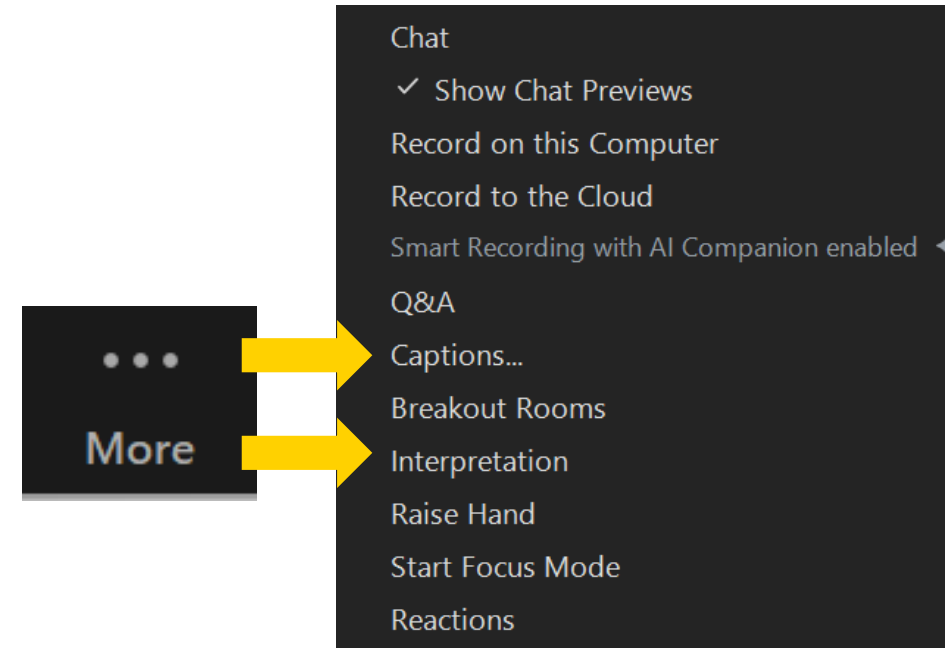 Chat
✓ Show Chat Previews
Record on this Computer
Record to the Cloud
Smart Recording with AI Companion enabled
Q&A
Captions...
Breakout Rooms
Interpretation
Raise Hand
Start Focus Mode
Reactions
More